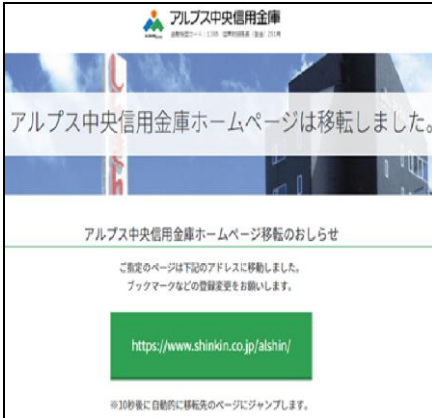 アルプス中央信用金庫
しんきん
アルプス中央信用金庫ホームページは移転しました。
アルプス中央信用金庫ホームページ移転のおしらせ
ご指定のページは下記のアドレスに移動しました。
ブックマークなどの登録変更をお願いします。
https://www.shinkin.co.jp/alshin/
※30秒後に自動的に移転先のページにジャンプします。